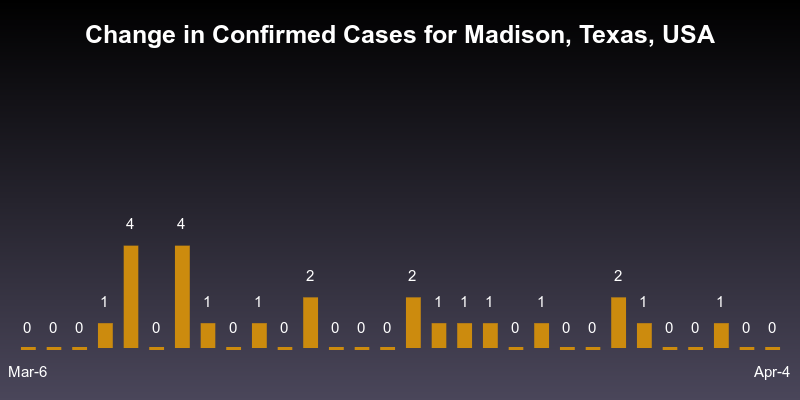 Change in Confirmed Cases for Madison, Texas, USA
0 0 0 1 4 0 4 1 0 1 0 2 0 0 0 2 1 1 1 0 1 0 0 2 1 0 0 1 0 0
Mar-6 Apr-4